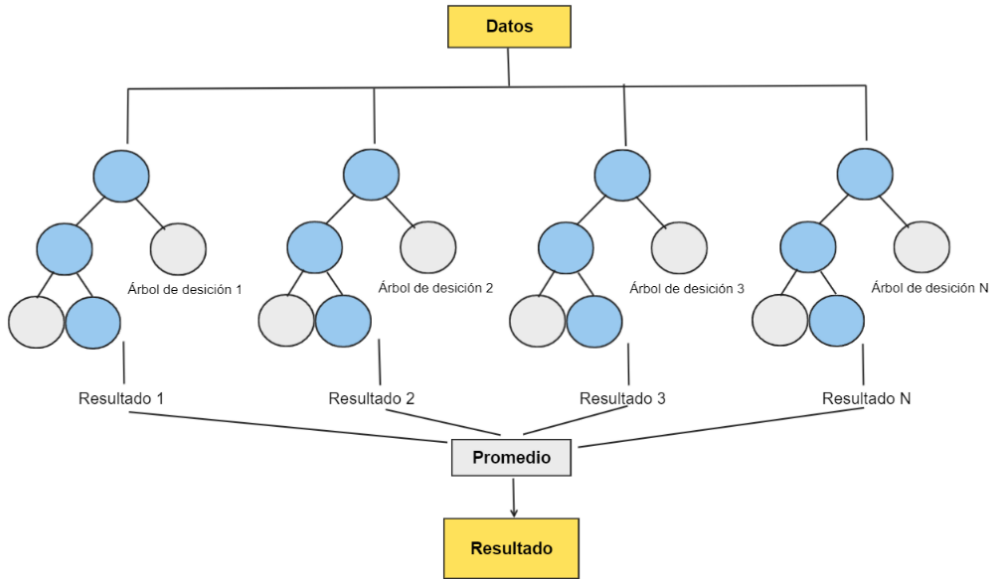 Datos
Árbol de desición 1
Árbol de desición 2
Árbol de desición 3
Árbol de desición N
Resultado 1
Resultado 2
Resultado 3
Resultado N
Promedio
Resultado